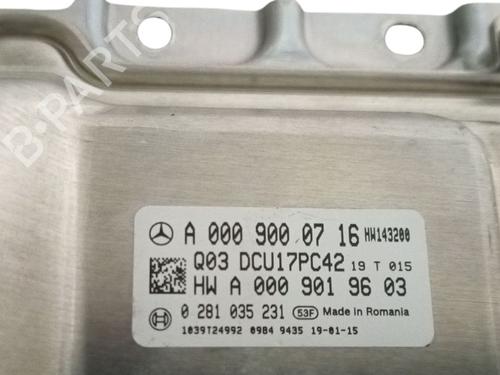 B-PARTS
A 000 900 07 16 HW143200
Q03 DCU17PC42 19 T 015
HW A 000 901 96 03
0 281 035 231 53F Made in Romania
1039T24992 0984 9435 19-01-15